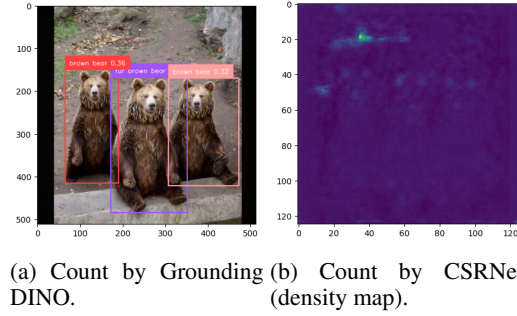 0
100
200
300
400
500
0 100 200 300 400 500
brown bear 0.36
fur brown bear
brown bear 0.32
0
20
40
60
80
100
120
0 20 40 60 80 100 120
(a) Count by Grounding
DINO.
(b) Count by CSRNe
(density map).